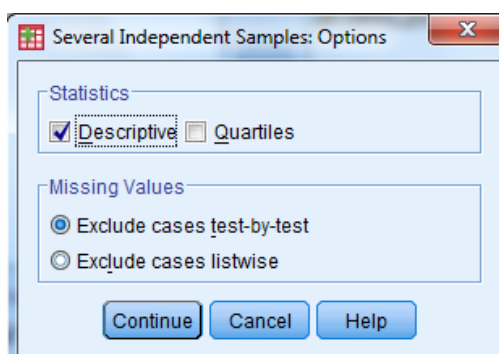 Several Independent Samples: Options
Statistics
Descriptive Quartiles
Missing Values
Exclude cases test-by-test
Exclude cases listwise
Continue Cancel Help